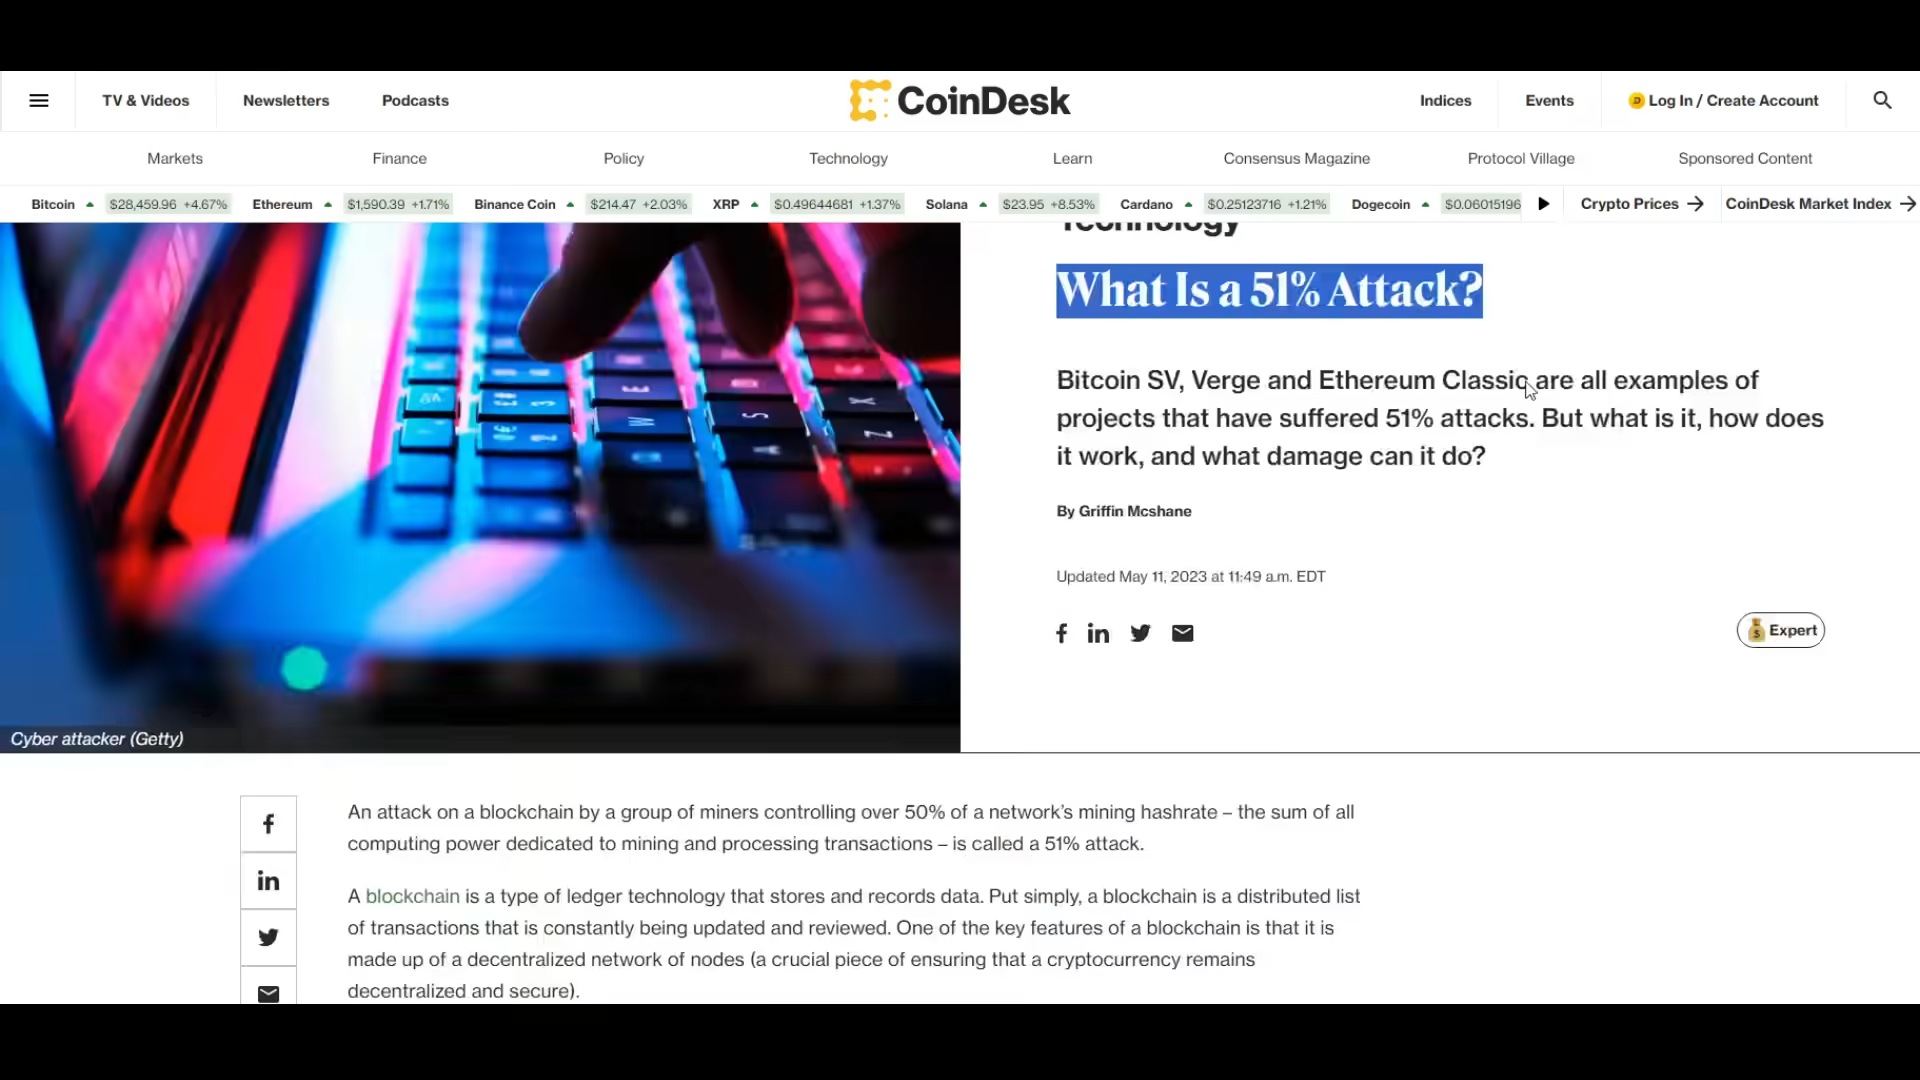 TV & Videos
Newsletters
Podcasts
CoinDesk
Indices
Events
Log In / Create Account
Markets
Finance
Policy
Technology
Learn
Consensus Magazine
Protocol Village
Sponsored Content
Bitcoin $28,459.96 +4.67% Ethereum $1,590.39 +1.71% Binance Coin $214.47 +2.03% XRP $0.49644681 +1.37% Solana $23.95 +8.53% Cardano $0.25123716 +1.21% Dogecoin $0.06015196
Crypto Prices
CoinDesk Market Index
Technology
What Is a 51% Attack?
Bitcoin SV, Verge and Ethereum Classic are all examples of
projects that have suffered 51% attacks. But what is it, how does
it work, and what damage can it do?
By Griffin Mcshane
Updated May 11, 2023 at 11:49 a.m. EDT
Expert
Cyber attacker (Getty)
An attack on a blockchain by a group of miners controlling over 50% of a network’s mining hashrate – the sum of all
computing power dedicated to mining and processing transactions – is called a 51% attack.
A blockchain is a type of ledger technology that stores and records data. Put simply, a blockchain is a distributed list
of transactions that is constantly being updated and reviewed. One of the key features of a blockchain is that it is
made up of a decentralized network of nodes (a crucial piece of ensuring that a cryptocurrency remains
decentralized and secure).